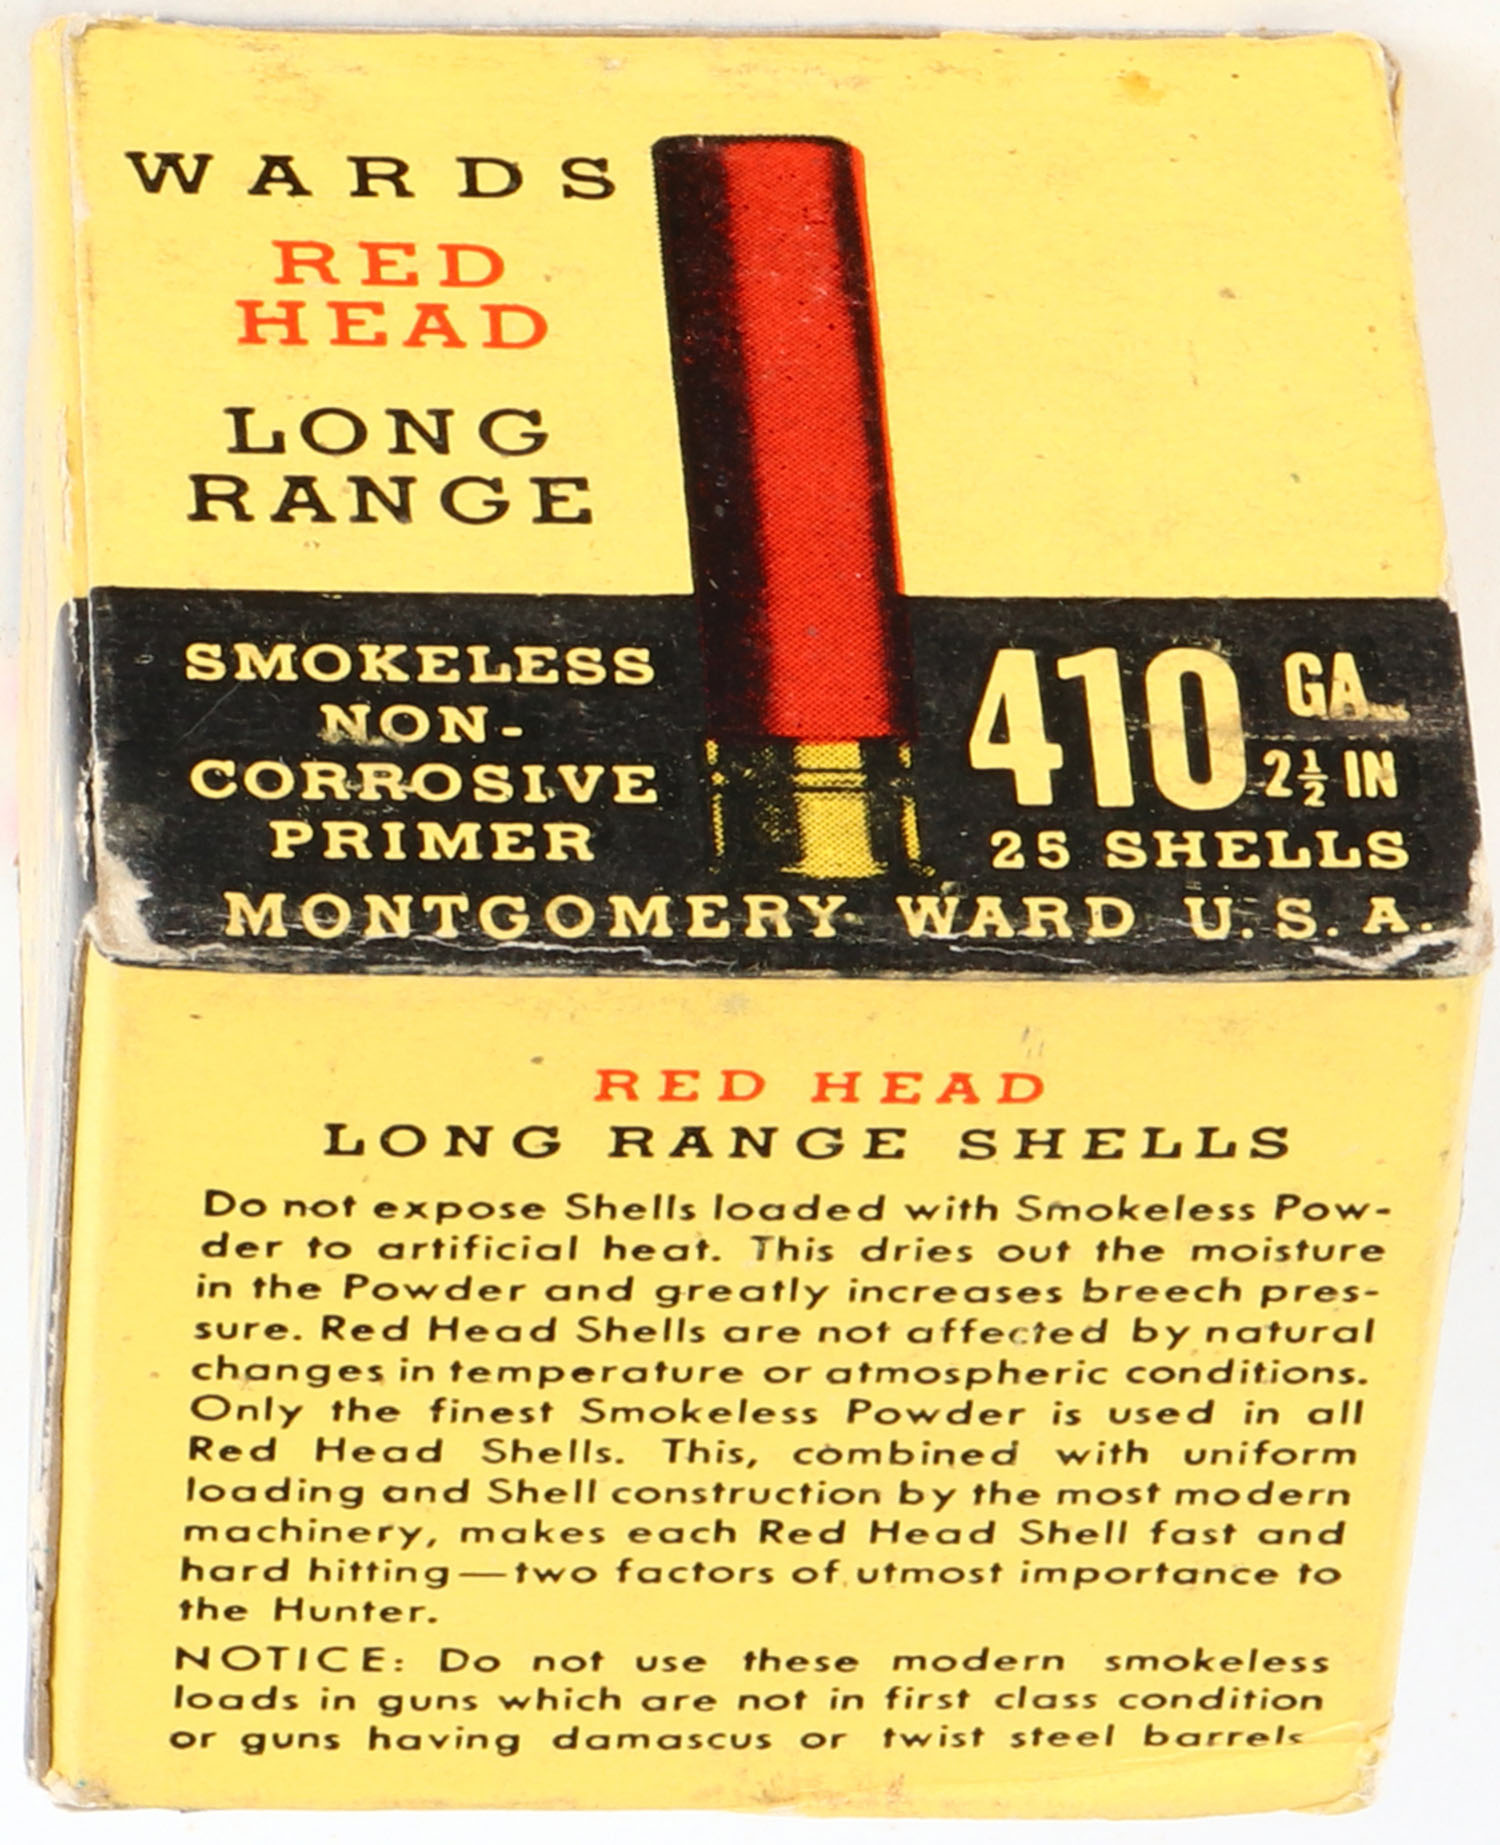 WARDS
RED
HEAD
LONG
RANGE
SMOKELESS
NON-
CORROSIVE
PRIMER
410 GA.
2½ IN
25 SHELLS
MONTGOMERY WARD U.S.A.
RED HEAD
LONG RANGE SHELLS
Do not expose Shells loaded with Smokeless Pow-
der to artificial heat. This dries out the moisture
in the Powder and greatly increases breech pres-
sure. Red Head Shells are not affected by natural
changes in temperature or atmospheric conditions.
Only the finest Smokeless Powder is used in all
Red Head Shells. This, combined with uniform
loading and Shell construction by the most modern
machinery, makes each Red Head Shell fast and
hard hitting—two factors of utmost importance to
the Hunter.
NOTICE: Do not use these modern smokeless
loads in guns which are not in first class condition
or guns having damascus or twist steel barrels